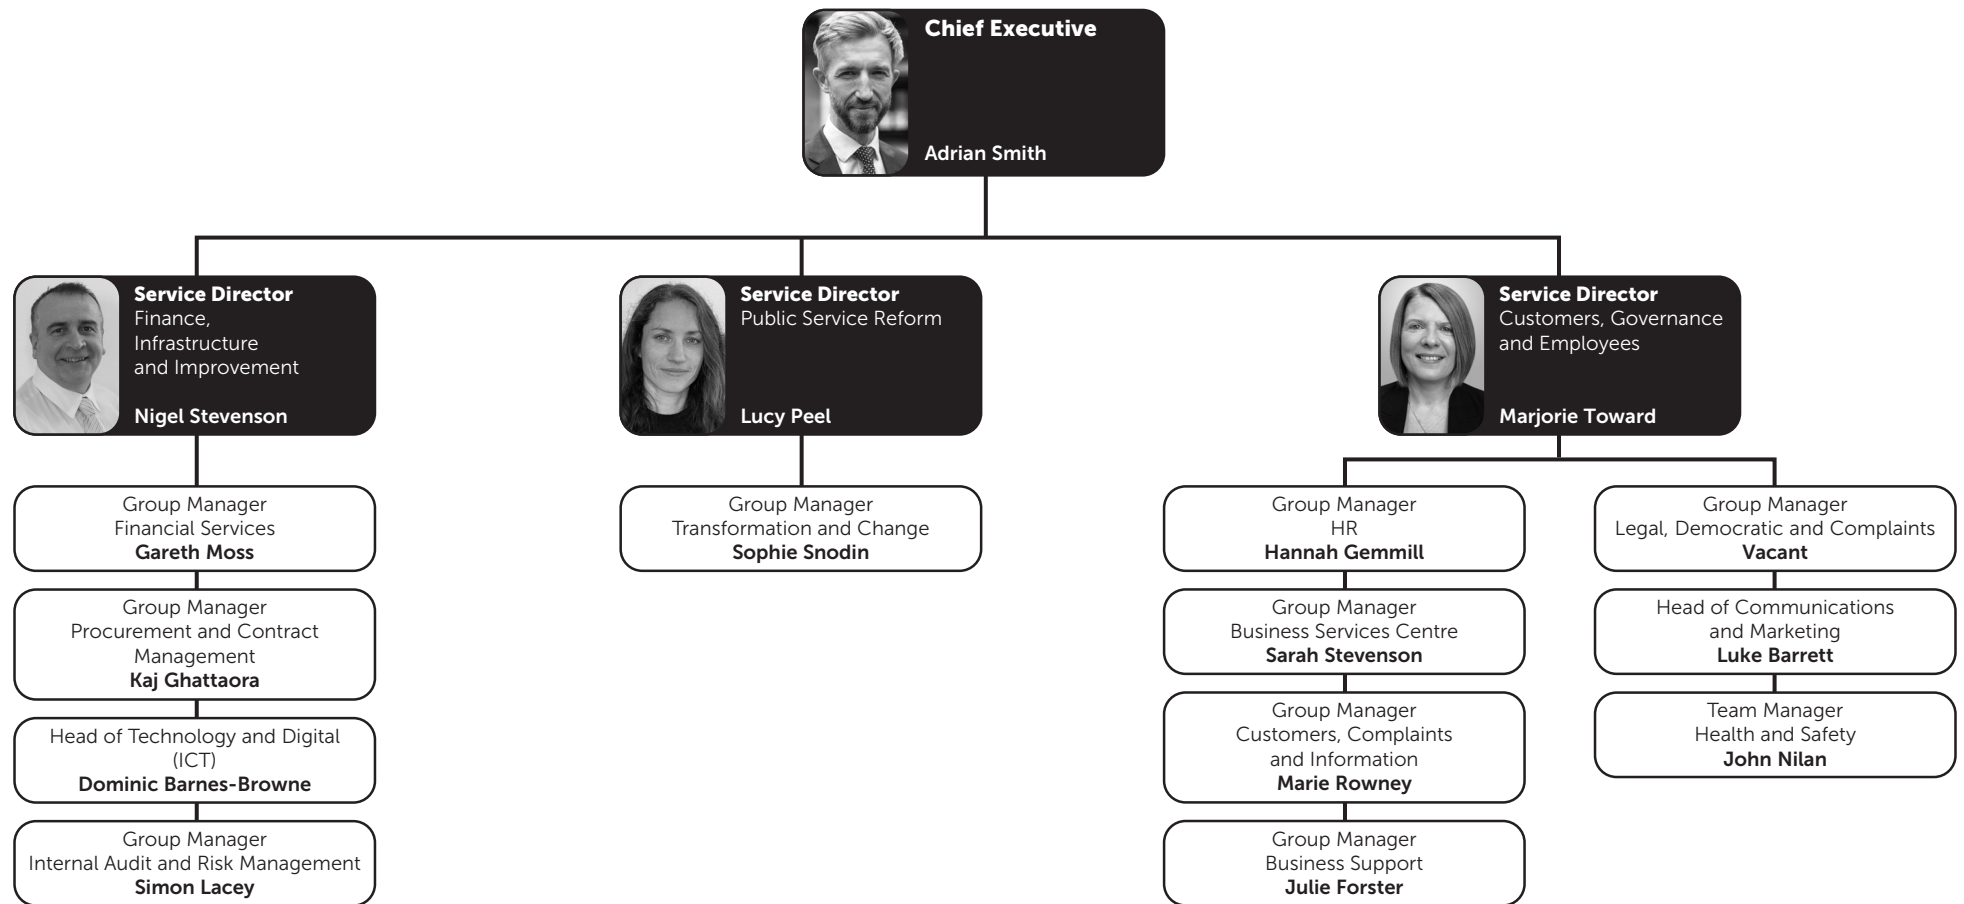 Chief Executive
Adrian Smith
Service Director
Finance,
Infrastructure
and Improvement
Nigel Stevenson
Service Director
Public Service Reform
Lucy Peel
Service Director
Customers, Governance
and Employees
Marjorie Toward
Group Manager
Financial Services
Gareth Moss
Group Manager
Procurement and Contract
Management
Kaj Ghattaora
Head of Technology and Digital
(ICT)
Dominic Barnes-Browne
Group Manager
Internal Audit and Risk Management
Simon Lacey
Group Manager
Transformation and Change
Sophie Snodin
Group Manager
HR
Hannah Gemmill
Group Manager
Business Services Centre
Sarah Stevenson
Group Manager
Customers, Complaints
and Information
Marie Rowney
Group Manager
Business Support
Julie Forster
Group Manager
Legal, Democratic and Complaints
Vacant
Head of Communications
and Marketing
Luke Barrett
Team Manager
Health and Safety
John Nilan